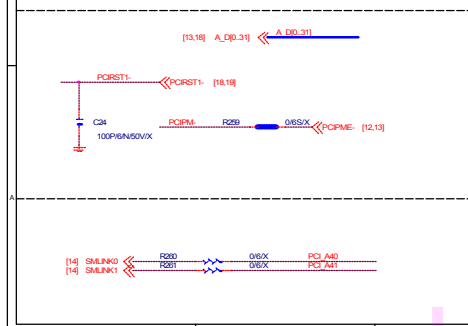 [13,18] A_D[0..31] A_D[0..31]
PCIRST1- PCIRST1- [18,19]
C24
100P/6/N/50V/X
PCIPM- R259 0/6S/X PCIPME- [12,13]
A
[14] SMLINK0 R260 0/6/X PCI_A40
[14] SMLINK1 R261 0/6/X PCI_A41